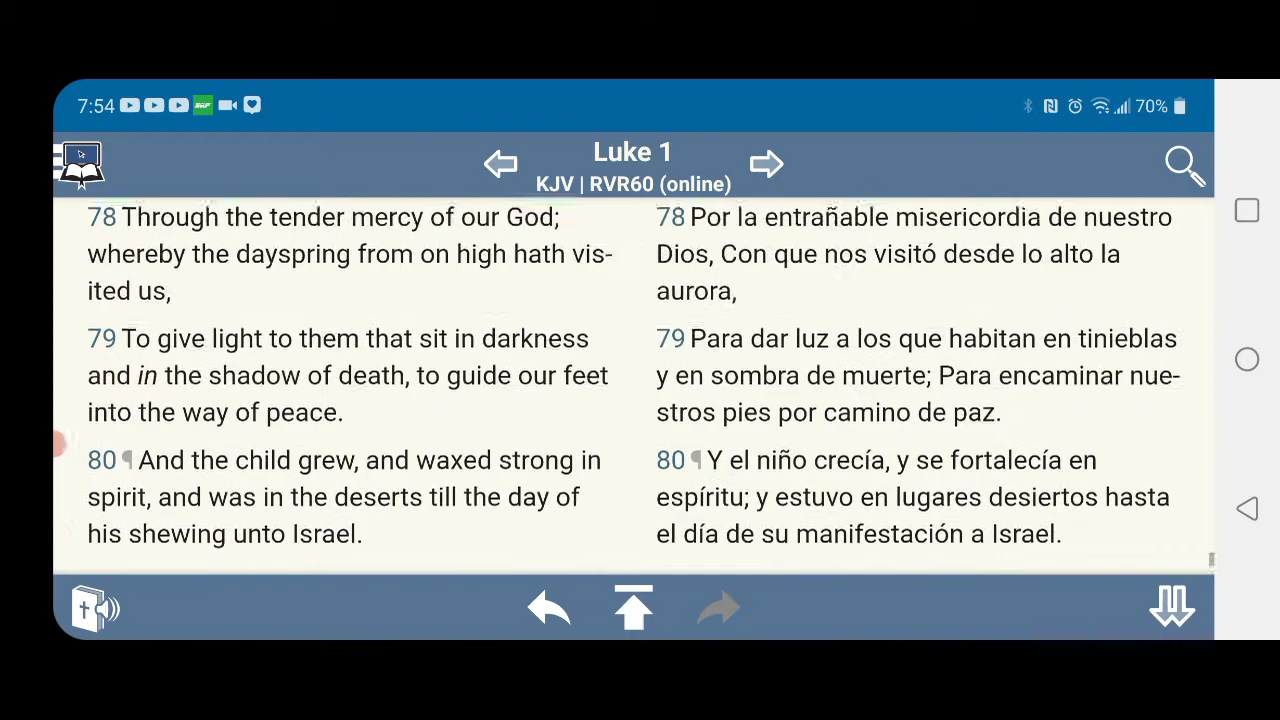 7:54 70%
Luke 1
KJV | RVR60 (online)
78 Through the tender mercy of our God;
whereby the dayspring from on high hath vis-
ited us,
79 To give light to them that sit in darkness
and in the shadow of death, to guide our feet
into the way of peace.
80 ¶ And the child grew, and waxed strong in
spirit, and was in the deserts till the day of
his shewing unto Israel.
78 Por la entrañable misericordia de nuestro
Dios, Con que nos visitó desde lo alto la
aurora,
79 Para dar luz a los que habitan en tinieblas
y en sombra de muerte; Para encaminar nue-
stros pies por camino de paz.
80 ¶ Y el niño crecía, y se fortalecía en
espíritu; y estuvo en lugares desiertos hasta
el día de su manifestación a Israel.